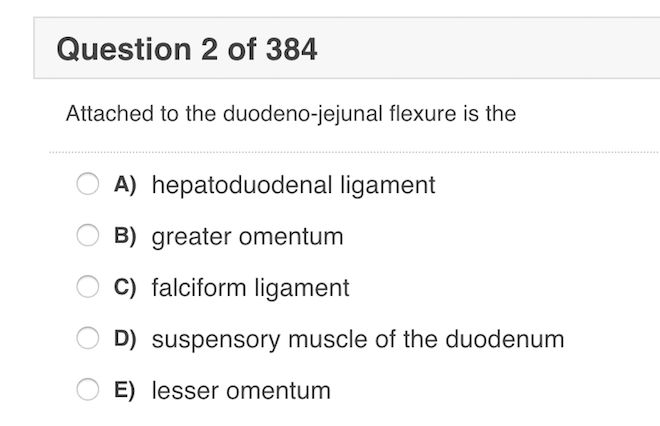 Question 2 of 384
Attached to the duodeno-jejunal flexure is the
A) hepatoduodenal ligament
B) greater omentum
C) falciform ligament
D) suspensory muscle of the duodenum
E) lesser omentum